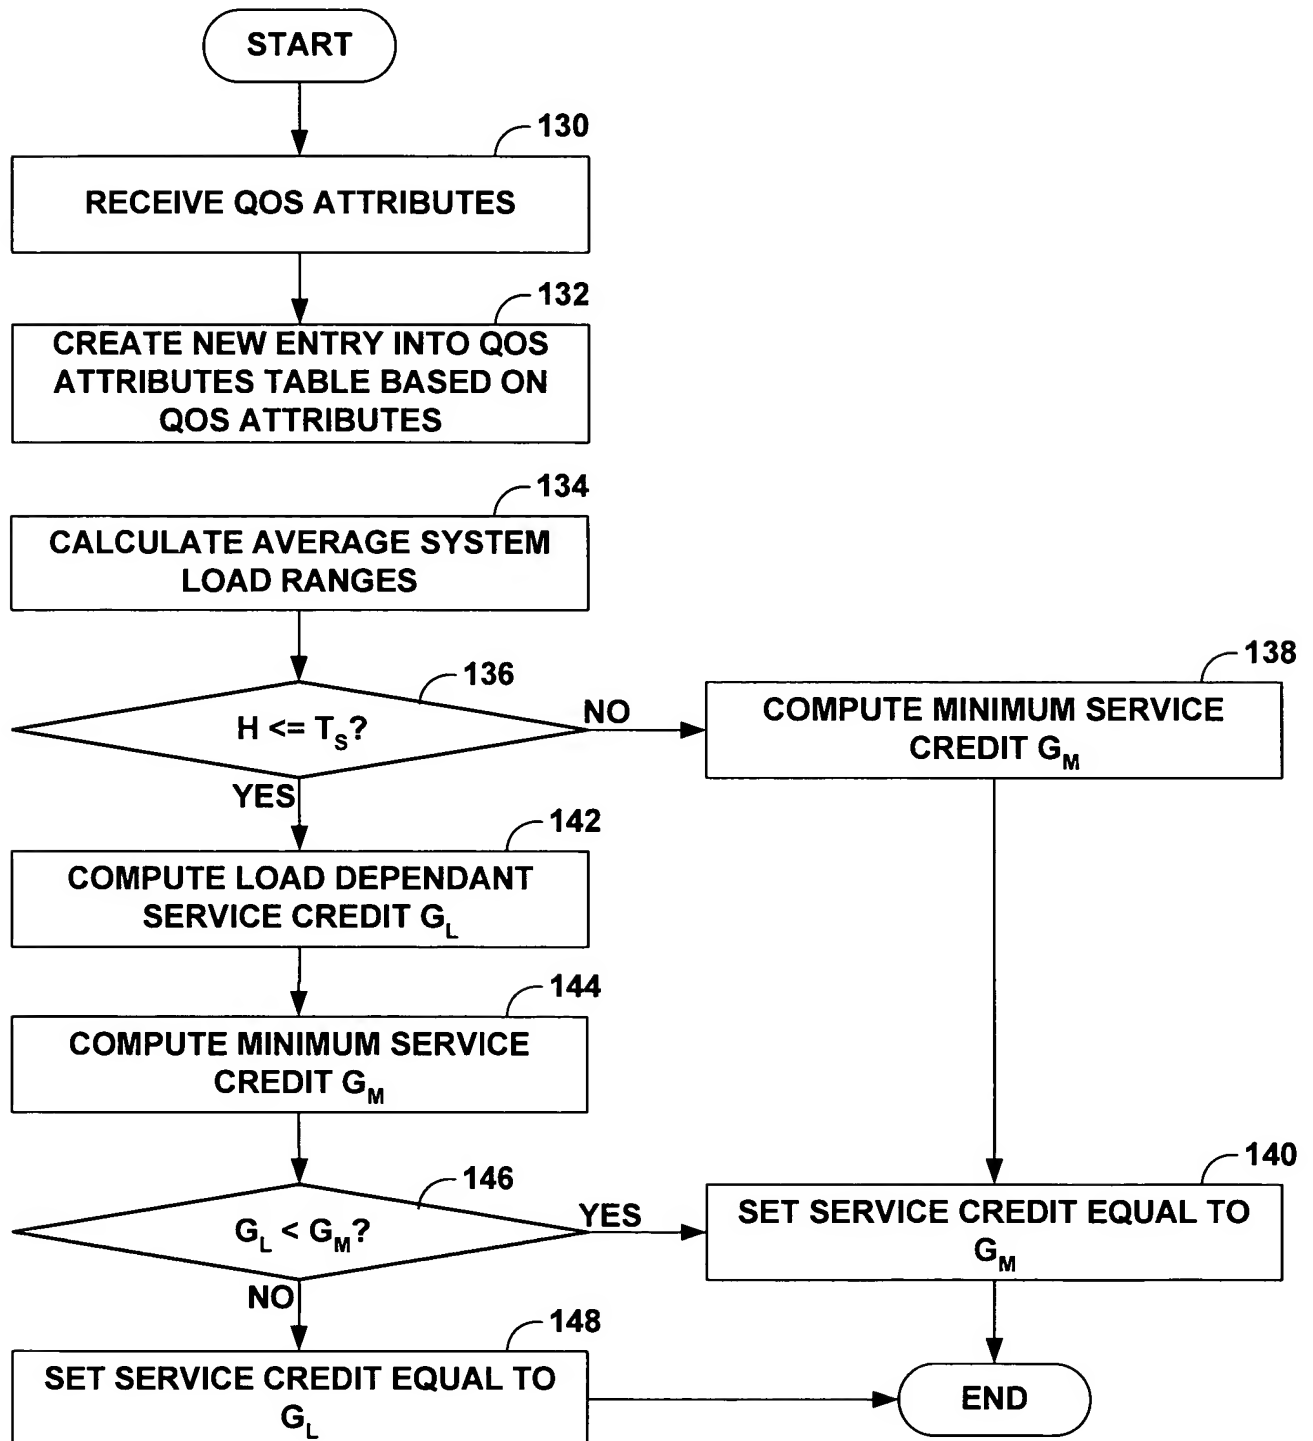 START
130
RECEIVE QOS ATTRIBUTES
132
CREATE NEW ENTRY INTO QOS
ATTRIBUTES TABLE BASED ON
QOS ATTRIBUTES
134
CALCULATE AVERAGE SYSTEM
LOAD RANGES
136
H <= TS?
NO
YES
138
COMPUTE MINIMUM SERVICE
CREDIT GM
142
COMPUTE LOAD DEPENDANT
SERVICE CREDIT GL
144
COMPUTE MINIMUM SERVICE
CREDIT GM
146
GL < GM?
YES
NO
140
SET SERVICE CREDIT EQUAL TO
GM
148
SET SERVICE CREDIT EQUAL TO
GL
END